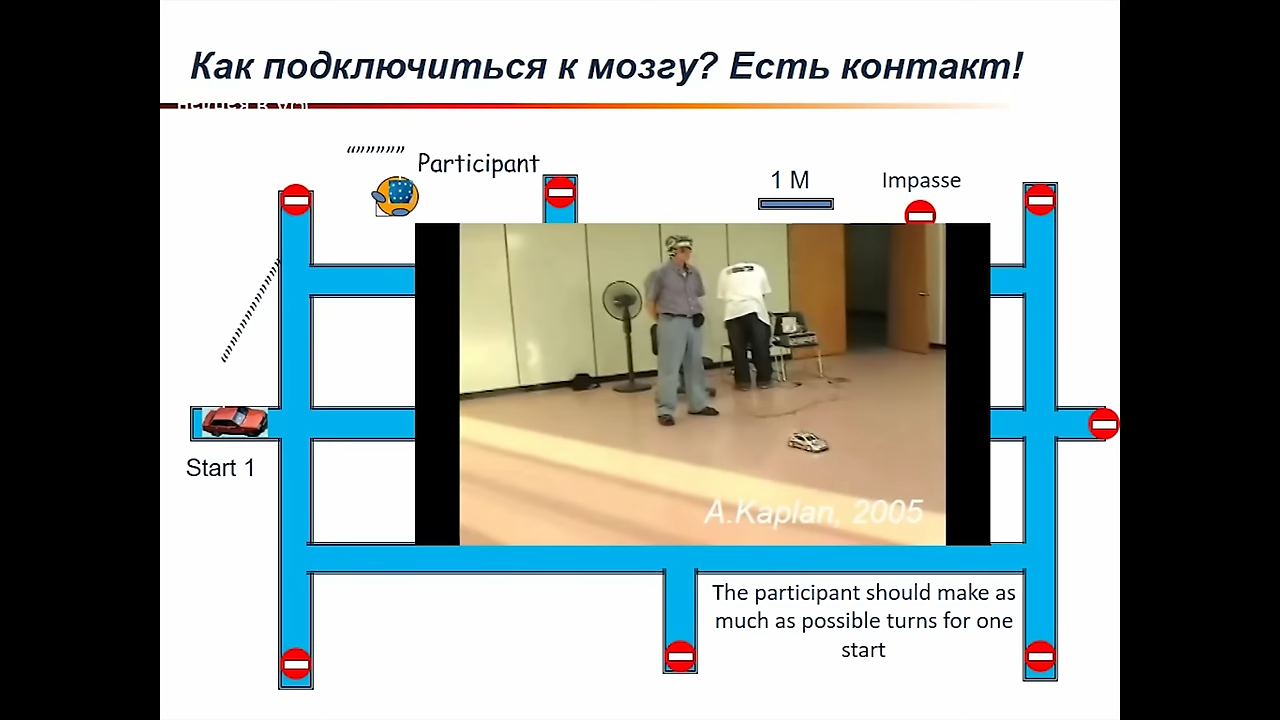 Как подключиться к мозгу? Есть контакт!
Participant
1 M
Impasse
Start 1
A.Kaplan, 2005
The participant should make as
much as possible turns for one
start